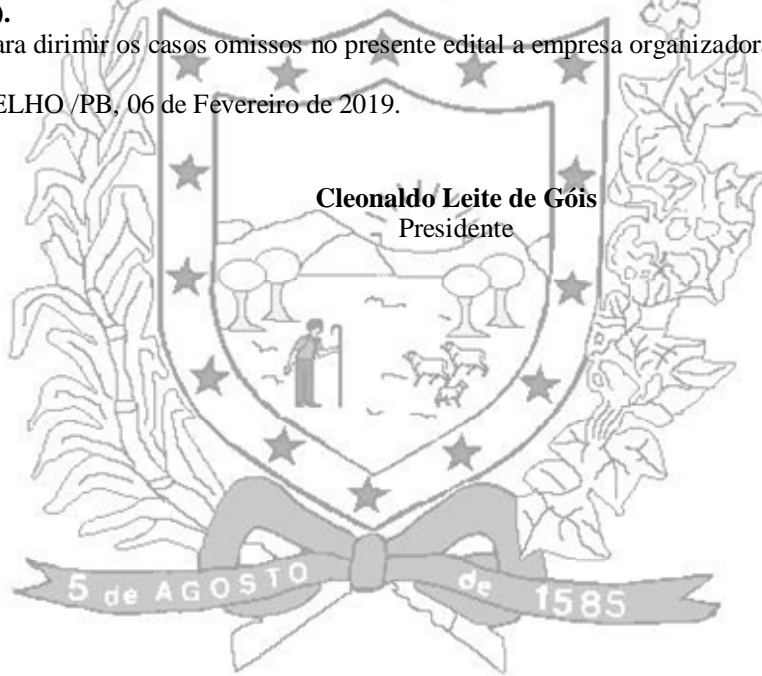 ).
ara dirimir os casos omissos no presente edital a empresa organizadora
ELHO /PB, 06 de Fevereiro de 2019.
Cleonaldo Leite de Góis
Presidente
5 de AGOSTO de 1585